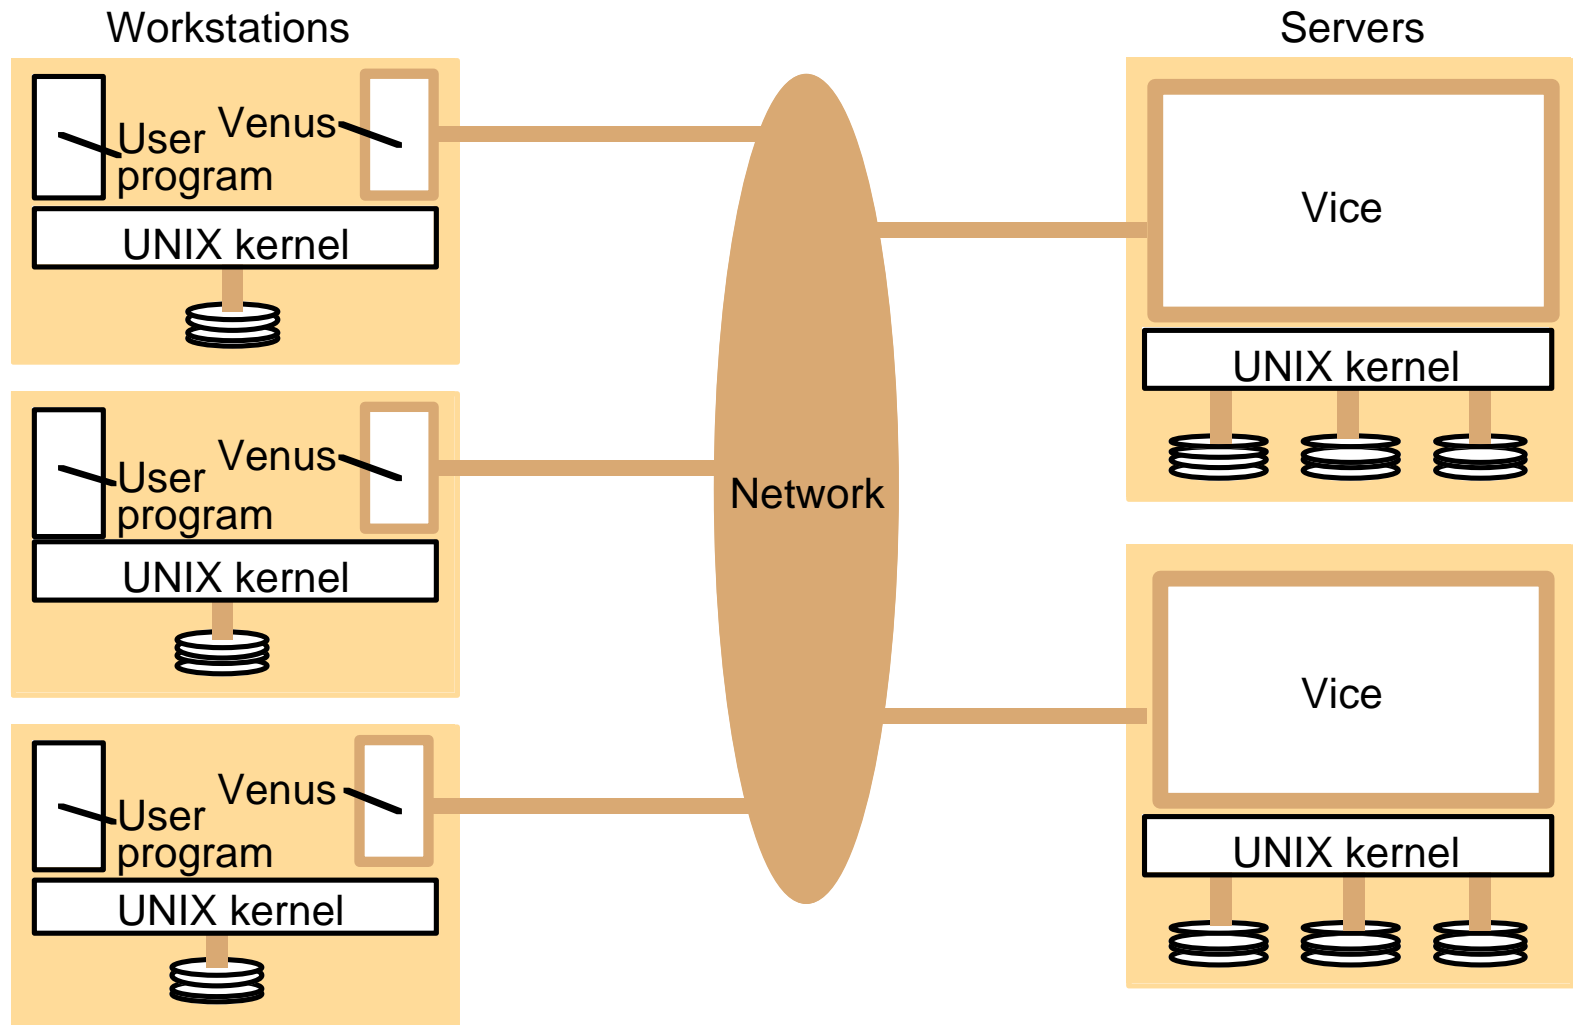 Workstations
Servers
User
program
Venus
UNIX kernel
User
program
Venus
UNIX kernel
User
program
Venus
UNIX kernel
Network
Vice
UNIX kernel
Vice
UNIX kernel